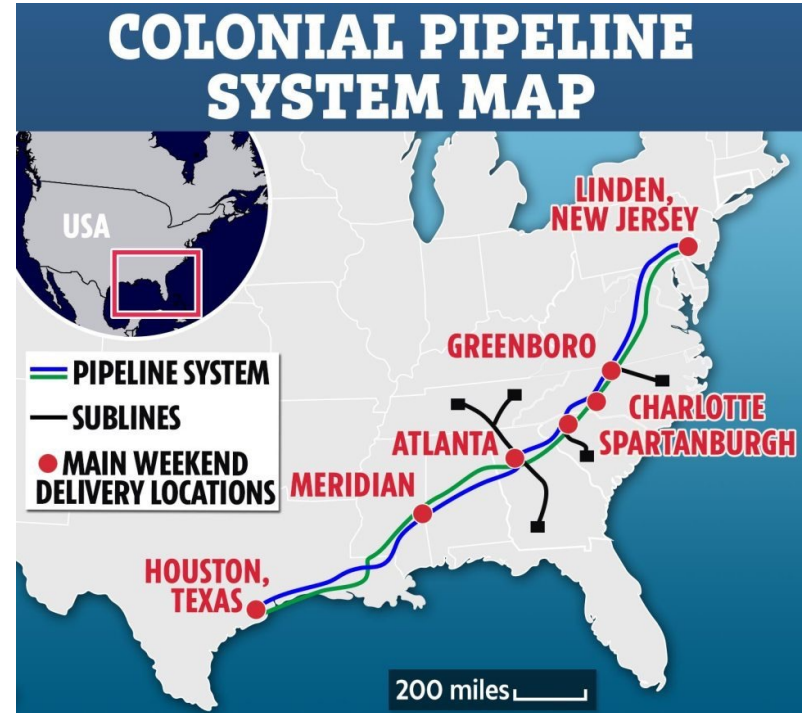 COLONIAL PIPELINE
SYSTEM MAP
USA
LINDEN,
NEW JERSEY
PIPELINE SYSTEM
SUBLINES
MAIN WEEKEND
DELIVERY LOCATIONS
GREENBORO
CHARLOTTE
SPARTANBURGH
ATLANTA
MERIDIAN
HOUSTON,
TEXAS
200 miles